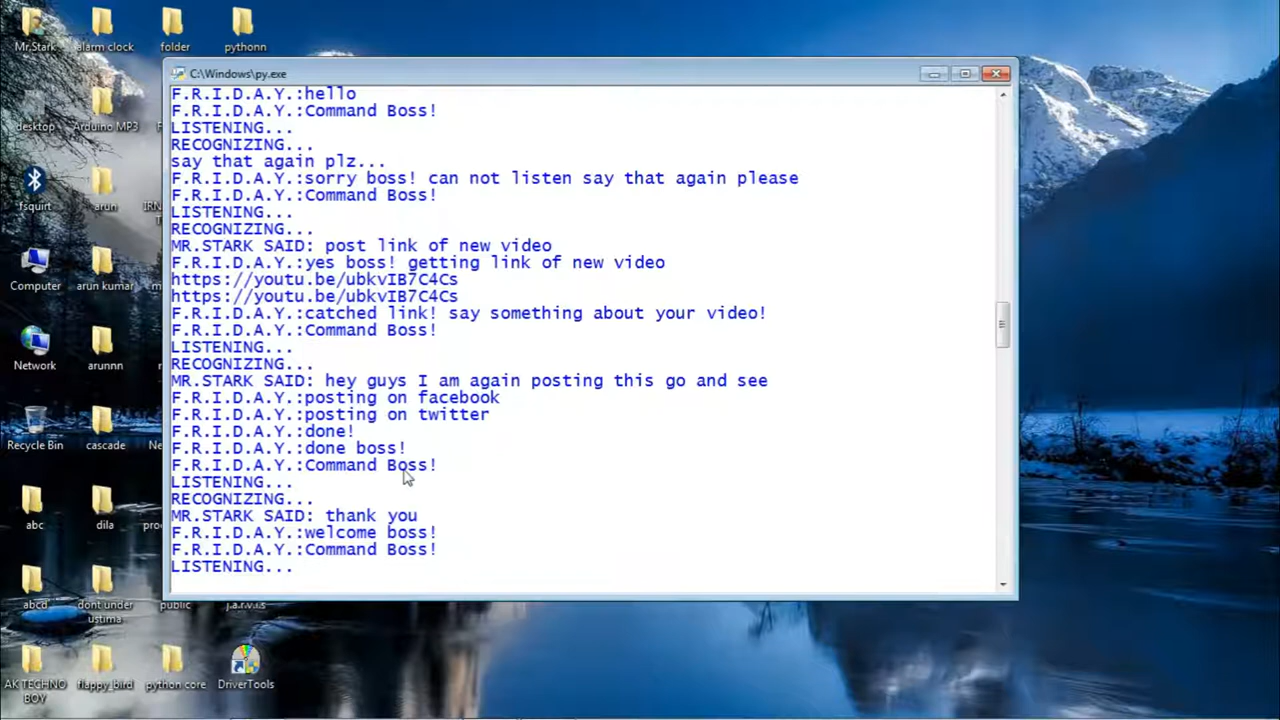 Mr.Stark
alarm clock
folder
pythonn
C:\Windows\py.exe
F.R.I.D.A.Y.:hello
F.R.I.D.A.Y.:Command Boss!
LISTENING...
RECOGNIZING...
say that again plz...
F.R.I.D.A.Y.:sorry boss! can not listen say that again please
F.R.I.D.A.Y.:Command Boss!
LISTENING...
RECOGNIZING...
MR.STARK SAID: post link of new video
F.R.I.D.A.Y.:yes boss! getting link of new video
https://youtu.be/ubkvIB7C4Cs
https://youtu.be/ubkvIB7C4Cs
F.R.I.D.A.Y.:catched link! say something about your video!
F.R.I.D.A.Y.:Command Boss!
LISTENING...
RECOGNIZING...
MR.STARK SAID: hey guys I am again posting this go and see
F.R.I.D.A.Y.:posting on facebook
F.R.I.D.A.Y.:posting on twitter
F.R.I.D.A.Y.:done!
F.R.I.D.A.Y.:done boss!
F.R.I.D.A.Y.:Command Boss!
LISTENING...
RECOGNIZING...
MR.STARK SAID: thank you
F.R.I.D.A.Y.:welcome boss!
F.R.I.D.A.Y.:Command Boss!
LISTENING...
desktop
Arduino MP3
fsquirt
arun
Computer
arun kumar
Network
arunnn
Recycle Bin
cascade
abc
dila
abcd
dont under
ustima
public
j.a.r.v.i.s
AK TECHNO
BOY
flappy_bird
python core
DriverTools